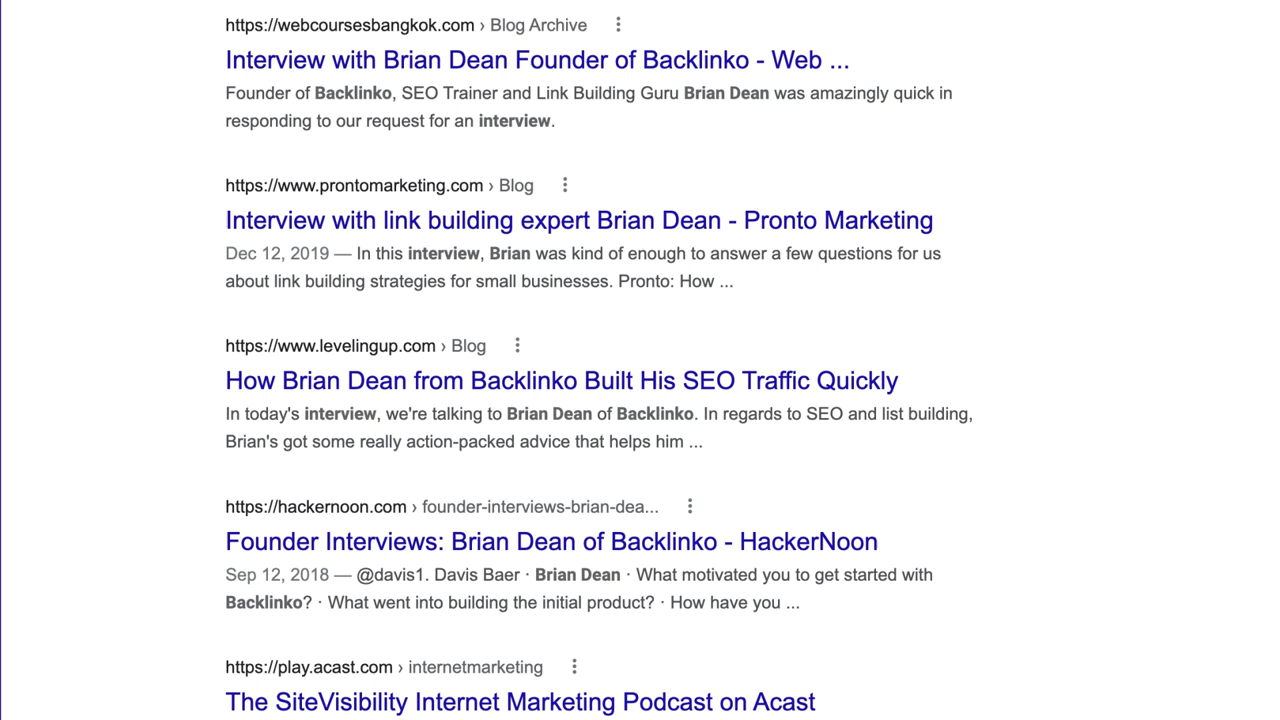 https://webcoursesbangkok.com › Blog Archive
Interview with Brian Dean Founder of Backlinko - Web ...
Founder of Backlinko, SEO Trainer and Link Building Guru Brian Dean was amazingly quick in
responding to our request for an interview.
https://www.prontomarketing.com › Blog
Interview with link building expert Brian Dean - Pronto Marketing
Dec 12, 2019 — In this interview, Brian was kind of enough to answer a few questions for us
about link building strategies for small businesses. Pronto: How ...
https://www.levelingup.com › Blog
How Brian Dean from Backlinko Built His SEO Traffic Quickly
In today's interview, we're talking to Brian Dean of Backlinko. In regards to SEO and list building,
Brian's got some really action-packed advice that helps him ...
https://hackernoon.com › founder-interviews-brian-dea...
Founder Interviews: Brian Dean of Backlinko - HackerNoon
Sep 12, 2018 — @davis1. Davis Baer · Brian Dean · What motivated you to get started with
Backlinko? · What went into building the initial product? · How have you ...
https://play.acast.com › internetmarketing
The SiteVisibility Internet Marketing Podcast on Acast